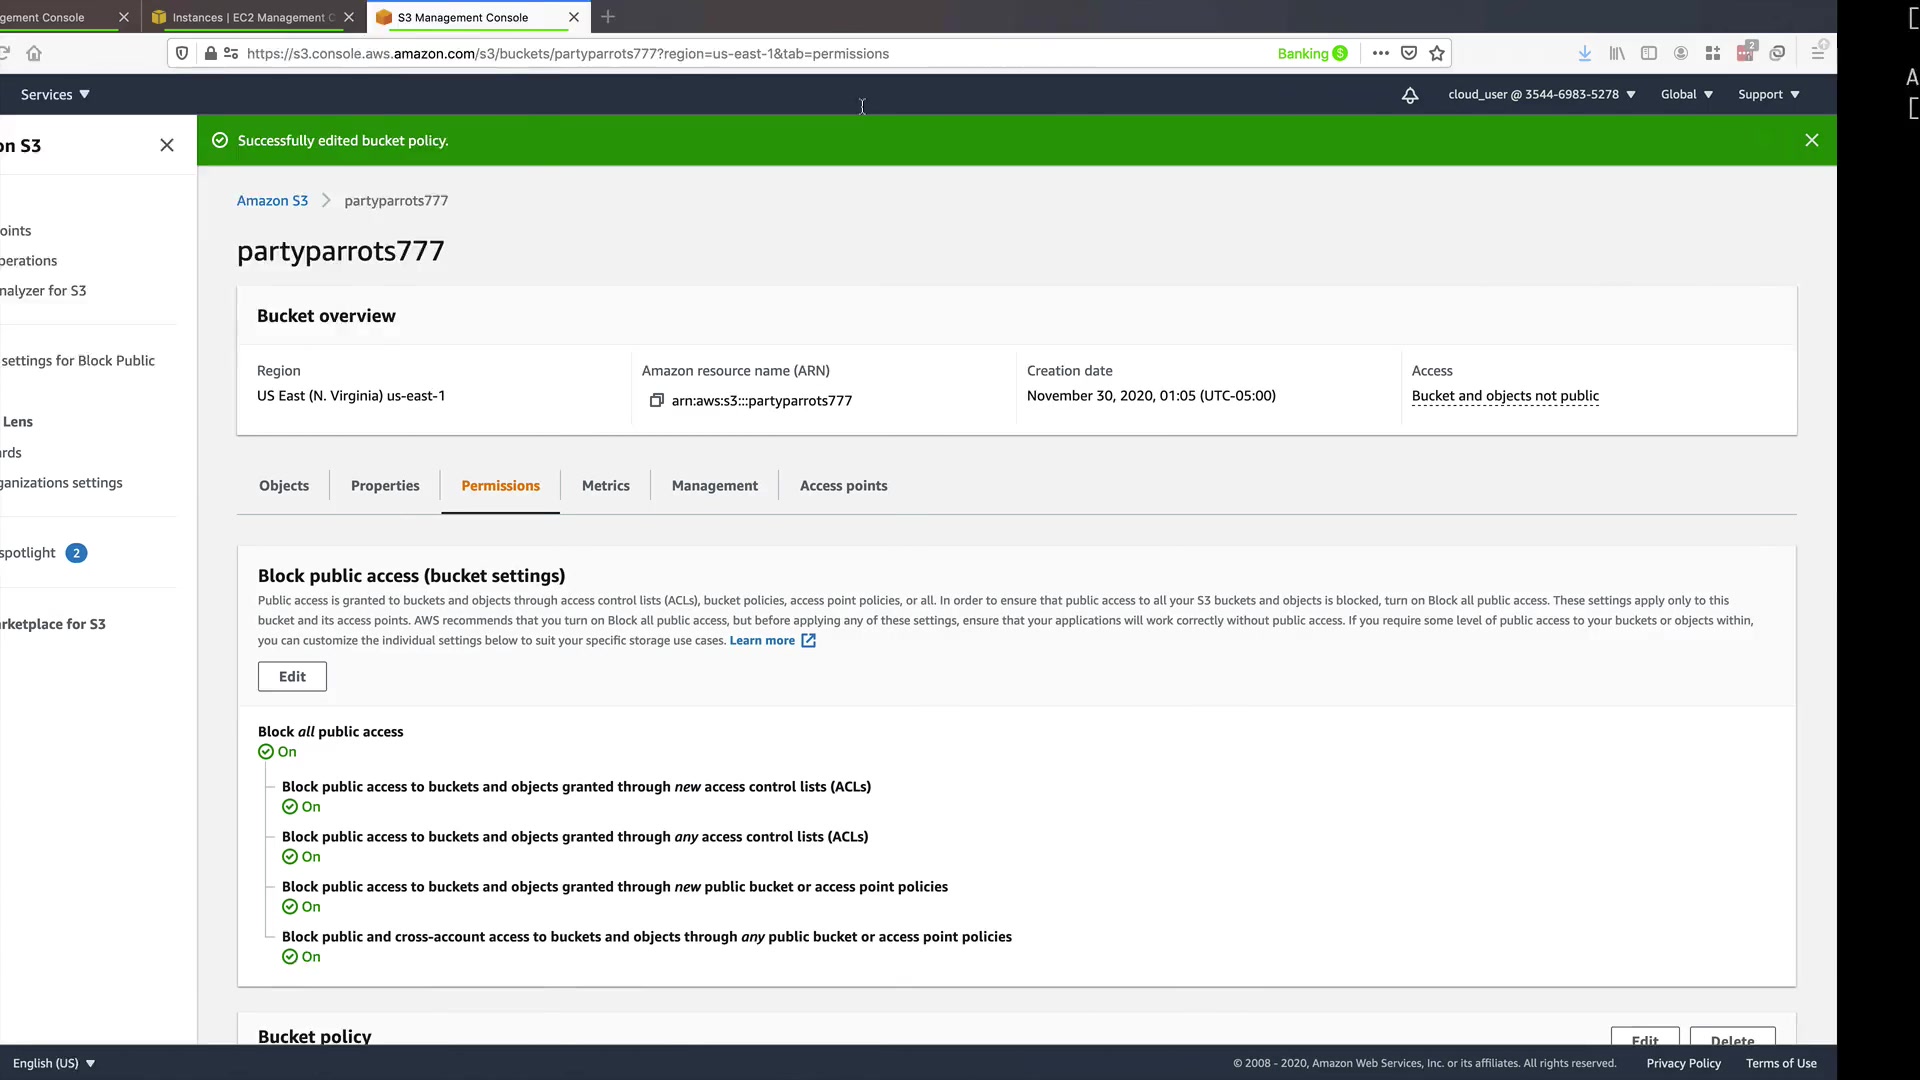 gement Console
Instances | EC2 Management C
S3 Management Console
https://s3.console.aws.amazon.com/s3/buckets/partyparrots777?region=us-east-1&tab=permissions
Banking
2
Services
cloud_user @ 3544-6983-5278
Global
Support
on S3
Successfully edited bucket policy.
oints
perations
nalyzer for S3
settings for Block Public
Lens
rds
ganizations settings
spotlight 2
rketplace for S3
Amazon S3
partyparrots777
partyparrots777
Bucket overview
Region
US East (N. Virginia) us-east-1
Amazon resource name (ARN)
arn:aws:s3:::partyparrots777
Creation date
November 30, 2020, 01:05 (UTC-05:00)
Access
Bucket and objects not public
Objects
Properties
Permissions
Metrics
Management
Access points
Block public access (bucket settings)
Public access is granted to buckets and objects through access control lists (ACLs), bucket policies, access point policies, or all. In order to ensure that public access to all your S3 buckets and objects is blocked, turn on Block all public access. These settings apply only to this
bucket and its access points. AWS recommends that you turn on Block all public access, but before applying any of these settings, ensure that your applications will work correctly without public access. If you require some level of public access to your buckets or objects within,
you can customize the individual settings below to suit your specific storage use cases. Learn more
Edit
Block all public access
On
Block public access to buckets and objects granted through new access control lists (ACLs)
On
Block public access to buckets and objects granted through any access control lists (ACLs)
On
Block public access to buckets and objects granted through new public bucket or access point policies
On
Block public and cross-account access to buckets and objects through any public bucket or access point policies
On
Bucket policy
Edit
Delete
English (US)
© 2008 - 2020, Amazon Web Services, Inc. or its affiliates. All rights reserved.
Privacy Policy
Terms of Use
[
A
[